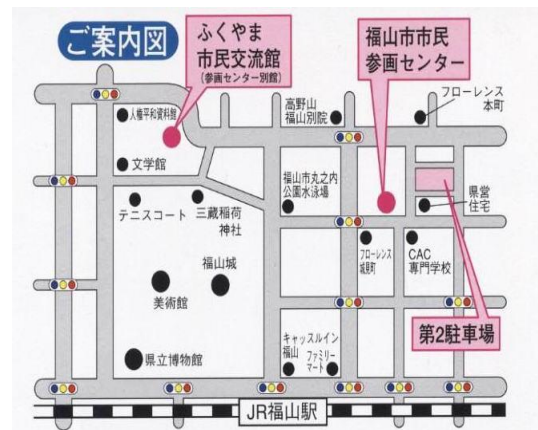 ご案内図
ふくやま
市民交流館
(参画センター別館)
福山市市民
参画センター
フローレンス
本町
人権平和資料館
高野山
福山別院
文学館
福山市丸之内
公園水泳場
県営
住宅
テニスコート
三蔵稲荷
神社
フローレンス
城見町
CAC
専門学校
福山城
美術館
第2駐車場
キャッスルイン
福山
ファミリー
マート
県立博物館
JR福山駅